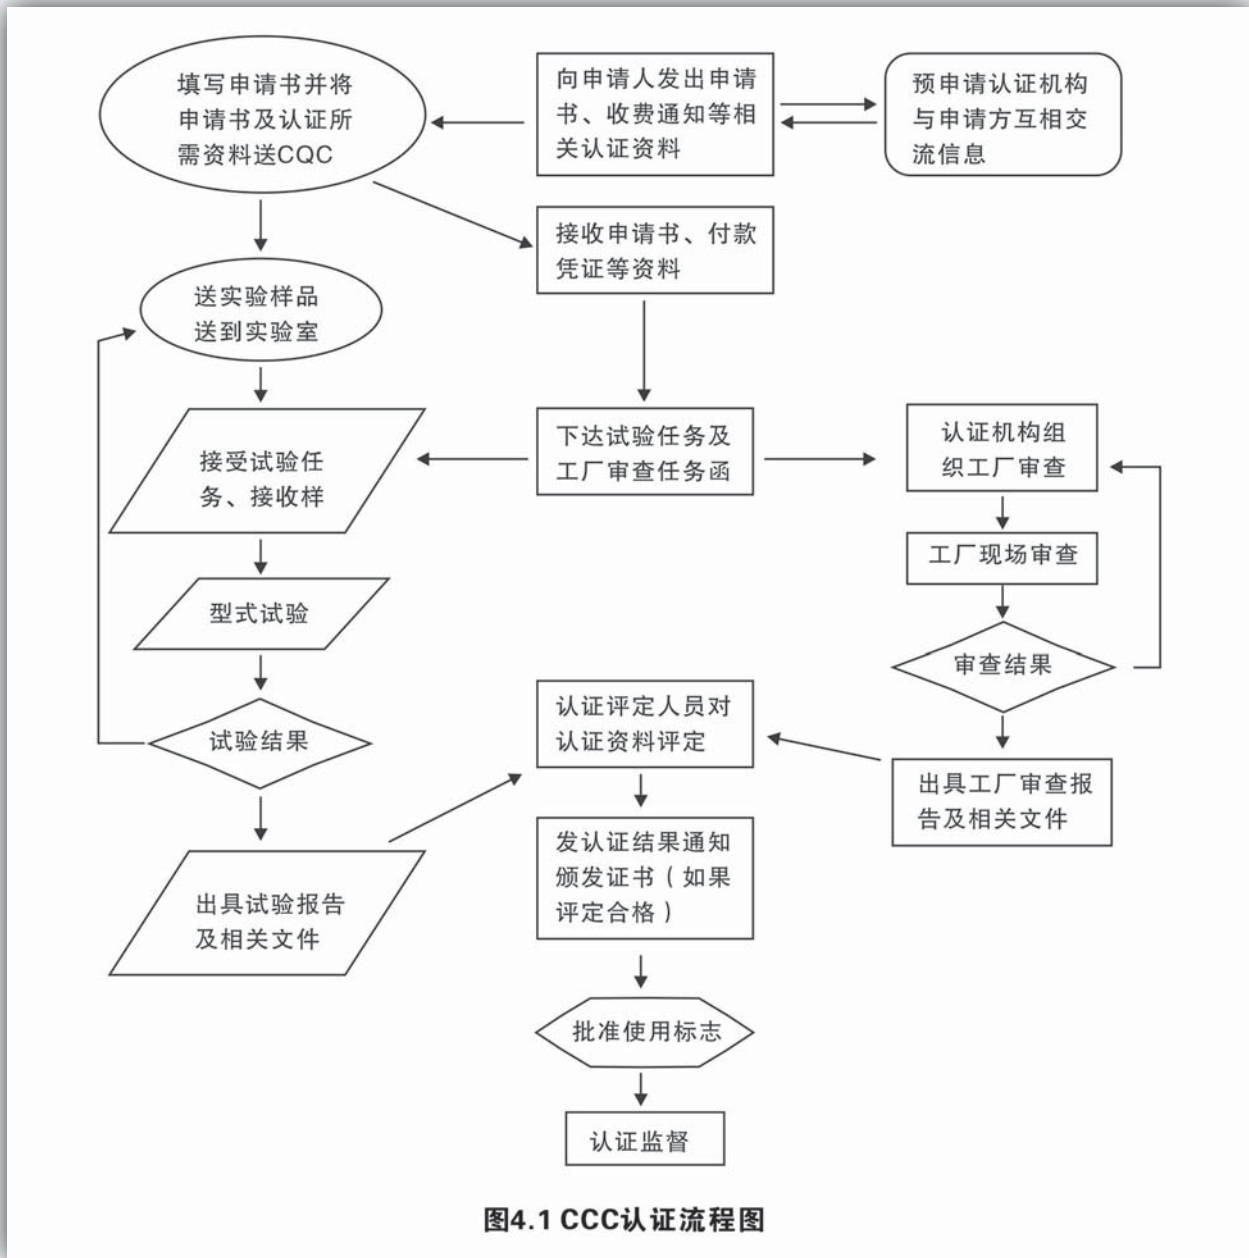 填写申请书并将
申请书及认证所
需资料送CQC
向申请人发出申请
书、收费通知等相
关认证资料
预申请认证机构
与申请方互相交
流信息
接收申请书、付款
凭证等资料
送实验样品
送到实验室
接受试验任
务、接收样
下达试验任务及
工厂审查任务函
认证机构组
织工厂审查
工厂现场审查
型式试验
审查结果
试验结果
认证评定人员对
认证资料评定
出具工厂审查报
告及相关文件
发认证结果通知
颁发证书（如果
评定合格）
出具试验报告
及相关文件
批准使用标志
认证监督
图4.1 CCC认证流程图